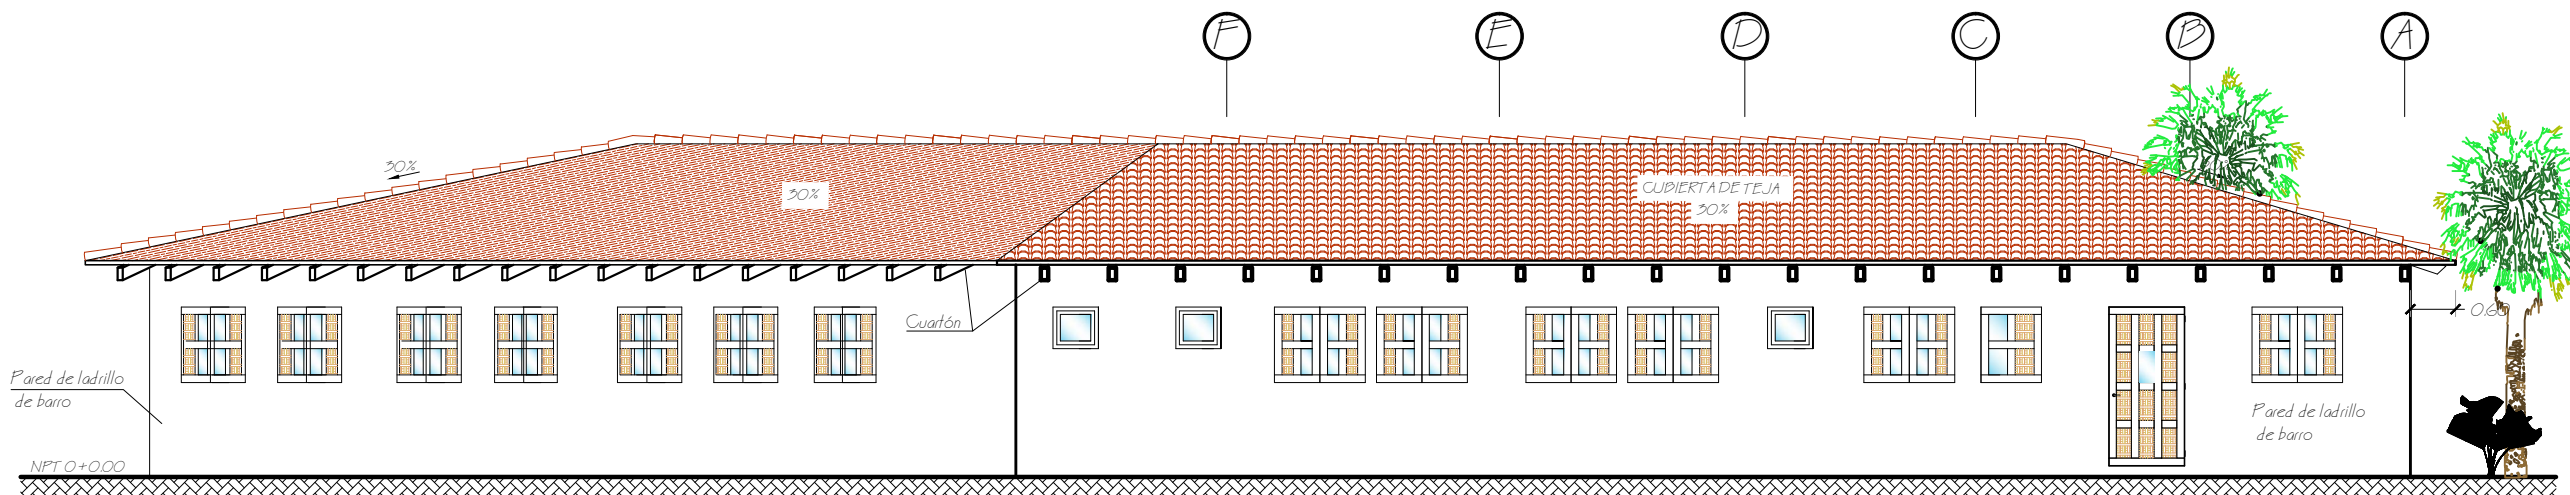 F
E
D
C
B
A
30%
30%
CUBIERTA DE TEJA
30%
Cuartón
0.60
Pared de ladrillo
de barro
Pared de ladrillo
de barro
NPT 0+0.00